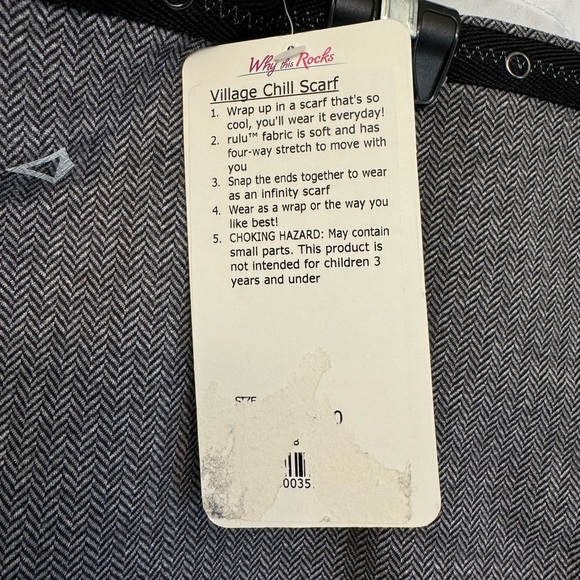 Why this Rocks
Village Chill Scarf
1. Wrap up in a scarf that's so
cool, you'll wear it everyday!
2. rulu™ fabric is soft and has
four-way stretch to move with
you
3. Snap the ends together to wear
as an infinity scarf
4. Wear as a wrap or the way you
like best!
5. CHOKING HAZARD: May contain
small parts. This product is
not intended for children 3
years and under
SIZE
0035